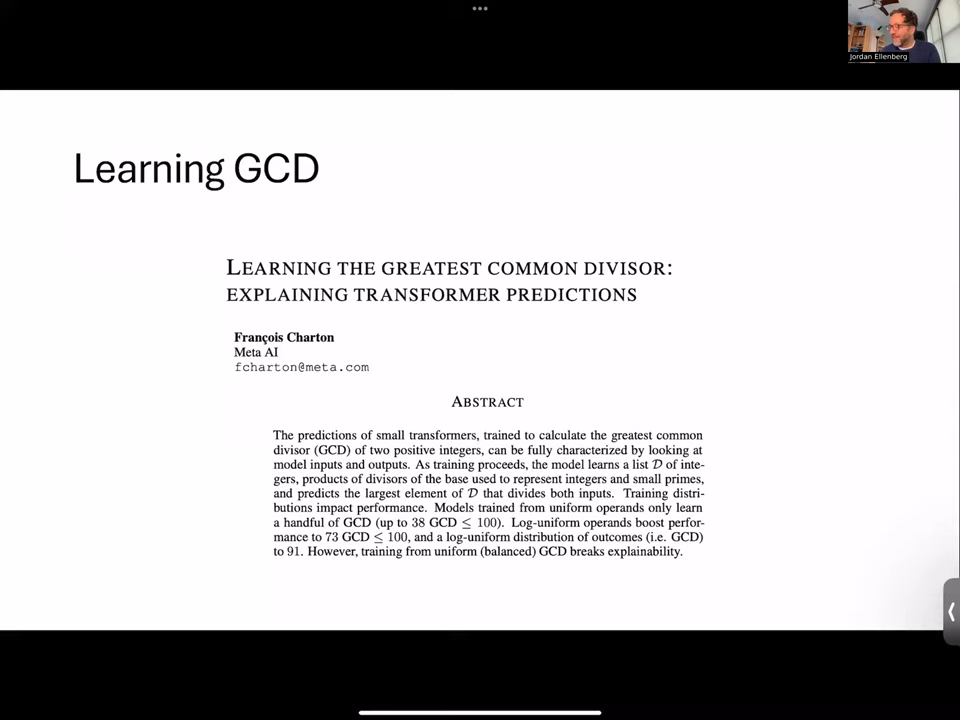 Jordan Ellenberg
Learning GCD
LEARNING THE GREATEST COMMON DIVISOR:
EXPLAINING TRANSFORMER PREDICTIONS
François Charton
Meta AI
fcharton@meta.com
ABSTRACT
The predictions of small transformers, trained to calculate the greatest common
divisor (GCD) of two positive integers, can be fully characterized by looking at
model inputs and outputs. As training proceeds, the model learns a list 𝒟 of inte-
gers, products of divisors of the base used to represent integers and small primes,
and predicts the largest element of 𝒟 that divides both inputs. Training distri-
butions impact performance. Models trained from uniform operands only learn
a handful of GCD (up to 38 GCD ≤ 100). Log-uniform operands boost perfor-
mance to 73 GCD ≤ 100, and a log-uniform distribution of outcomes (i.e. GCD)
to 91. However, training from uniform (balanced) GCD breaks explainability.